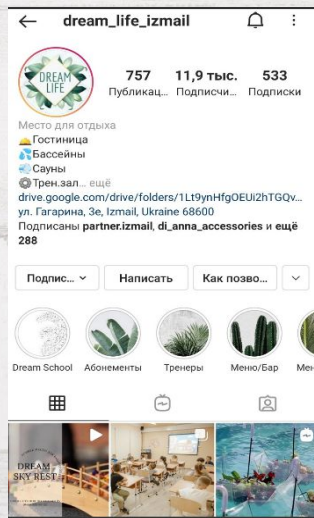 dream_life_izmail
DREAM
LIFE
757 11,9 тыс. 533
Публикац... Подписчи... Подписки
Место для отдыха
Гостиница
Бассейны
Сауны
Трен.зал... ещё
drive.google.com/drive/folders/1Lt9ynHfgOEUi2hTGQv...
ул. Гагарина, 3е, Izmail, Ukraine 68600
Подписаны partner.izmail, di_anna_accessories и ещё
288
Подпис... Написать Как позво...
Dream School Абонементы Тренеры Меню/Бар Мен
DREAM
SKY REST